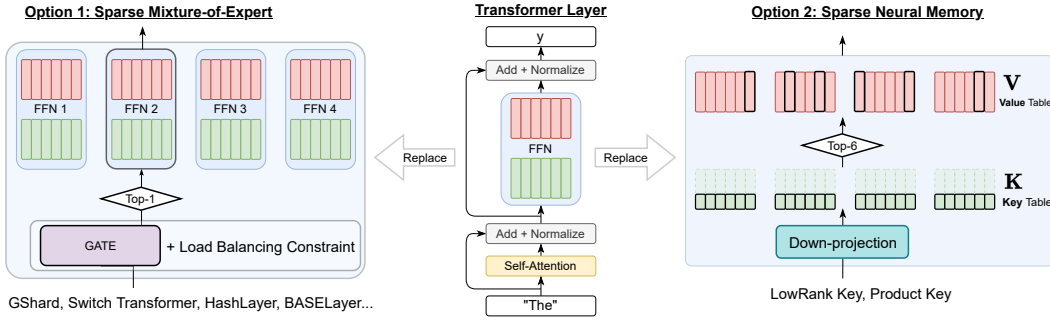 Option 1: Sparse Mixture-of-Expert
FFN 1
FFN 2
FFN 3
FFN 4
Top-1
GATE
+ Load Balancing Constraint
GShard, Switch Transformer, HashLayer, BASELayer...
Replace
Transformer Layer
y
Add + Normalize
FFN
Add + Normalize
Self-Attention
"The"
Replace
Option 2: Sparse Neural Memory
V
Value Table
Top-6
K
Key Table
Down-projection
LowRank Key, Product Key